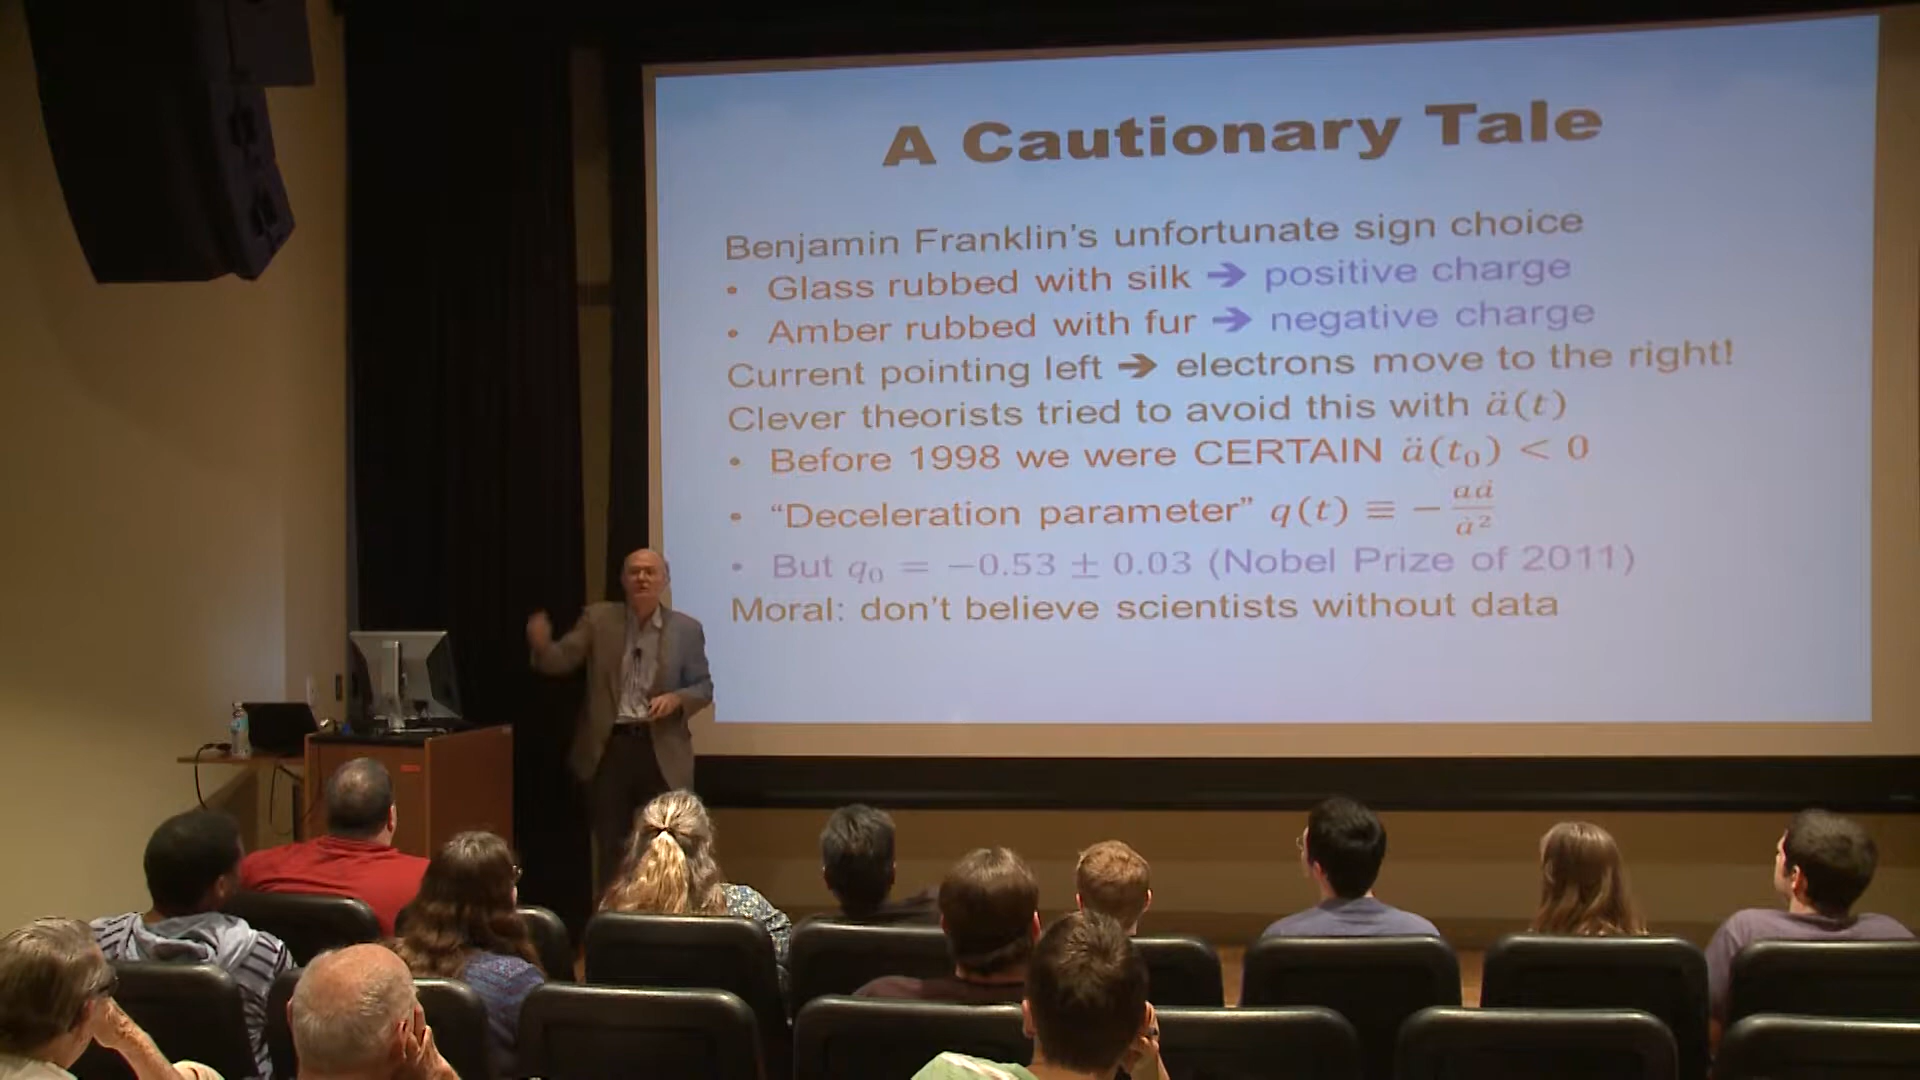 A Cautionary Tale
Benjamin Franklin's unfortunate sign choice
• Glass rubbed with silk ➔ positive charge
• Amber rubbed with fur ➔ negative charge
Current pointing left ➔ electrons move to the right!
Clever theorists tried to avoid this with ä(t)
• Before 1998 we were CERTAIN ä(t₀) < 0
• “Deceleration parameter” q(t) ≡ − aä / ȧ²
• But q₀ = −0.53 ± 0.03 (Nobel Prize of 2011)
Moral: don't believe scientists without data